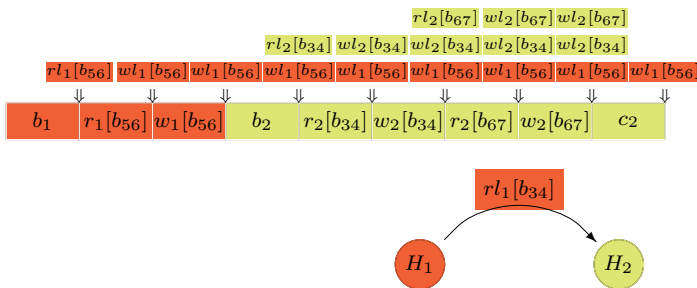 rl₂[b₆₇] wl₂[b₆₇] wl₂[b₆₇]
rl₂[b₃₄] wl₂[b₃₄] wl₂[b₃₄] wl₂[b₃₄] wl₂[b₃₄]
rl₁[b₅₆] wl₁[b₅₆] wl₁[b₅₆] wl₁[b₅₆] wl₁[b₅₆] wl₁[b₅₆] wl₁[b₅₆] wl₁[b₅₆] wl₁[b₅₆]
⇓ ⇓ ⇓ ⇓ ⇓ ⇓ ⇓ ⇓ ⇓
b₁ r₁[b₅₆] w₁[b₅₆] b₂ r₂[b₃₄] w₂[b₃₄] r₂[b₆₇] w₂[b₆₇] c₂
rl₁[b₃₄]
H₁ H₂